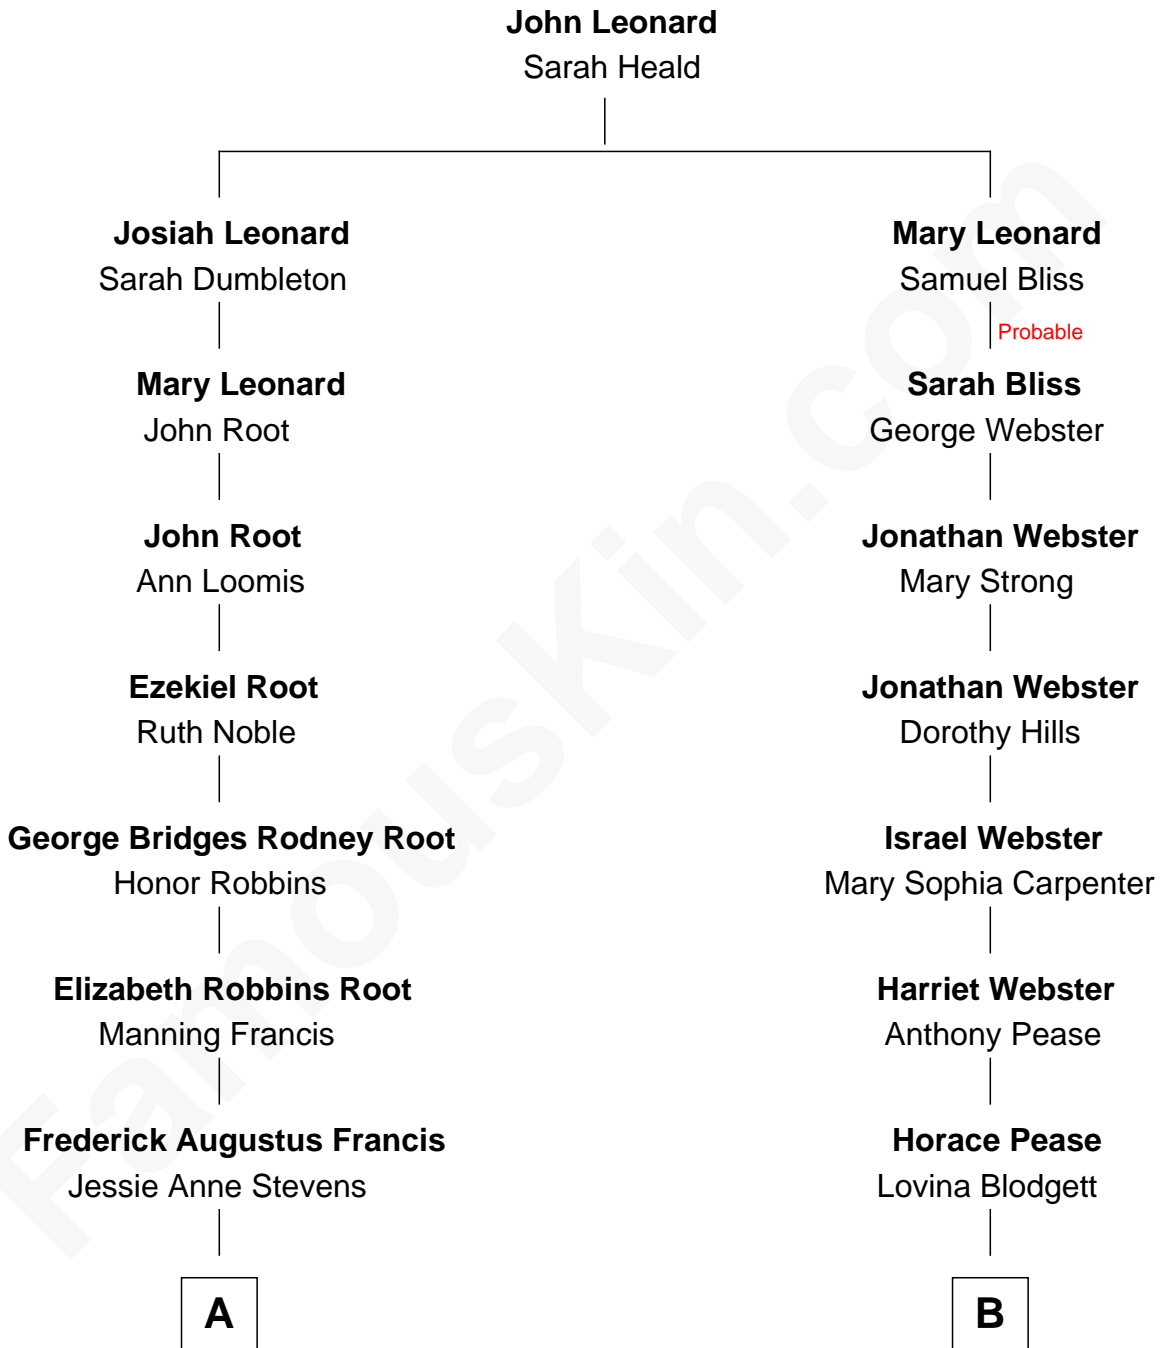 John Leonard
Sarah Heald
Josiah Leonard
Sarah Dumbleton
Mary Leonard
Samuel Bliss
Probable
Mary Leonard
John Root
Sarah Bliss
George Webster
John Root
Ann Loomis
Jonathan Webster
Mary Strong
Ezekiel Root
Ruth Noble
Jonathan Webster
Dorothy Hills
George Bridges Rodney Root
Honor Robbins
Israel Webster
Mary Sophia Carpenter
Elizabeth Robbins Root
Manning Francis
Harriet Webster
Anthony Pease
Frederick Augustus Francis
Jessie Anne Stevens
Horace Pease
Lovina Blodgett
A
B
FamousKin.com